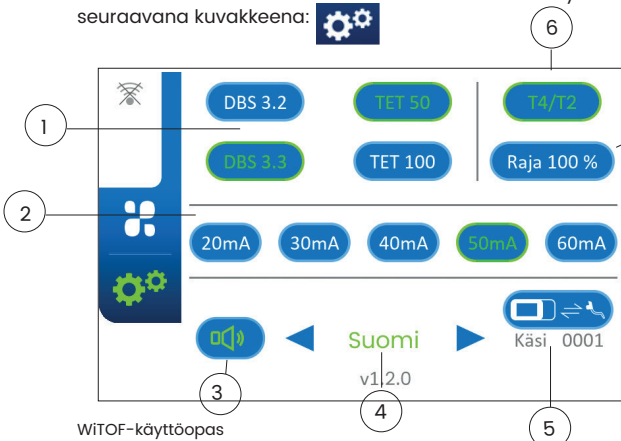 seuraavana kuvakkeena:
6
DBS 3.2 TET 50 T4/T2
1
DBS 3.3 TET 100 Raja 100 %
2
20mA 30mA 40mA 50mA 60mA
Suomi
Käsi 0001
v1.2.0
3 4 5
WiTOF-käyttöopas